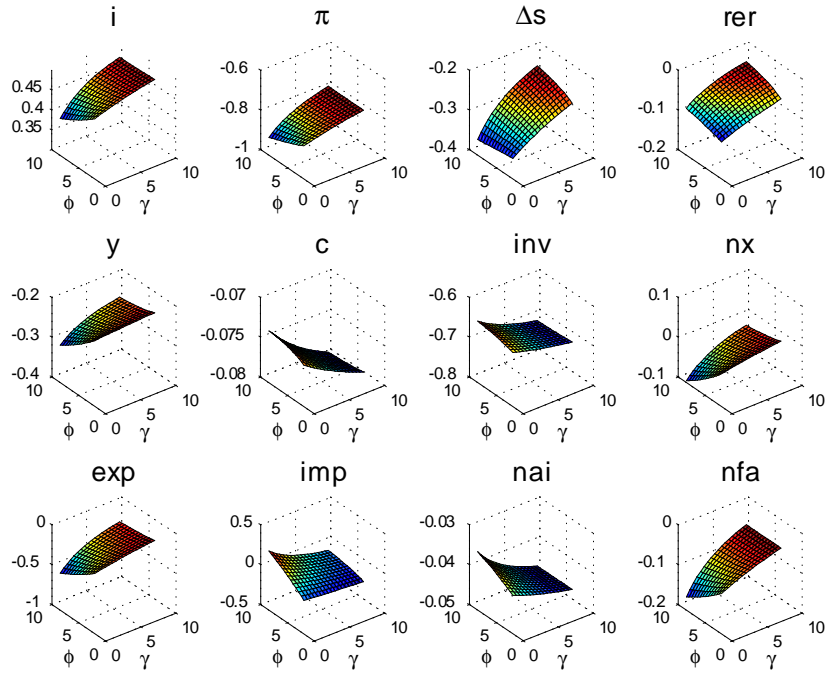 i π Δs rer
0.45 0.4 0.35 10 5 0 φ 0 5 10 γ
-0.6 -0.8 -1 10 5 0 φ 0 5 10 γ
-0.2 -0.3 -0.4 10 5 0 φ 0 5 10 γ
0 -0.1 -0.2 10 5 0 φ 0 5 10 γ
y c inv nx
-0.2 -0.3 -0.4 10 5 0 φ 0 5 10 γ
-0.07 -0.075 -0.08 10 5 0 φ 0 5 10 γ
-0.6 -0.7 -0.8 10 5 0 φ 0 5 10 γ
0.1 0 -0.1 10 5 0 φ 0 5 10 γ
exp imp nai nfa
0 -0.5 -1 10 5 0 φ 0 5 10 γ
0.5 0 -0.5 10 5 0 φ 0 5 10 γ
-0.03 -0.04 -0.05 10 5 0 φ 0 5 10 γ
0 -0.1 -0.2 10 5 0 φ 0 5 10 γ